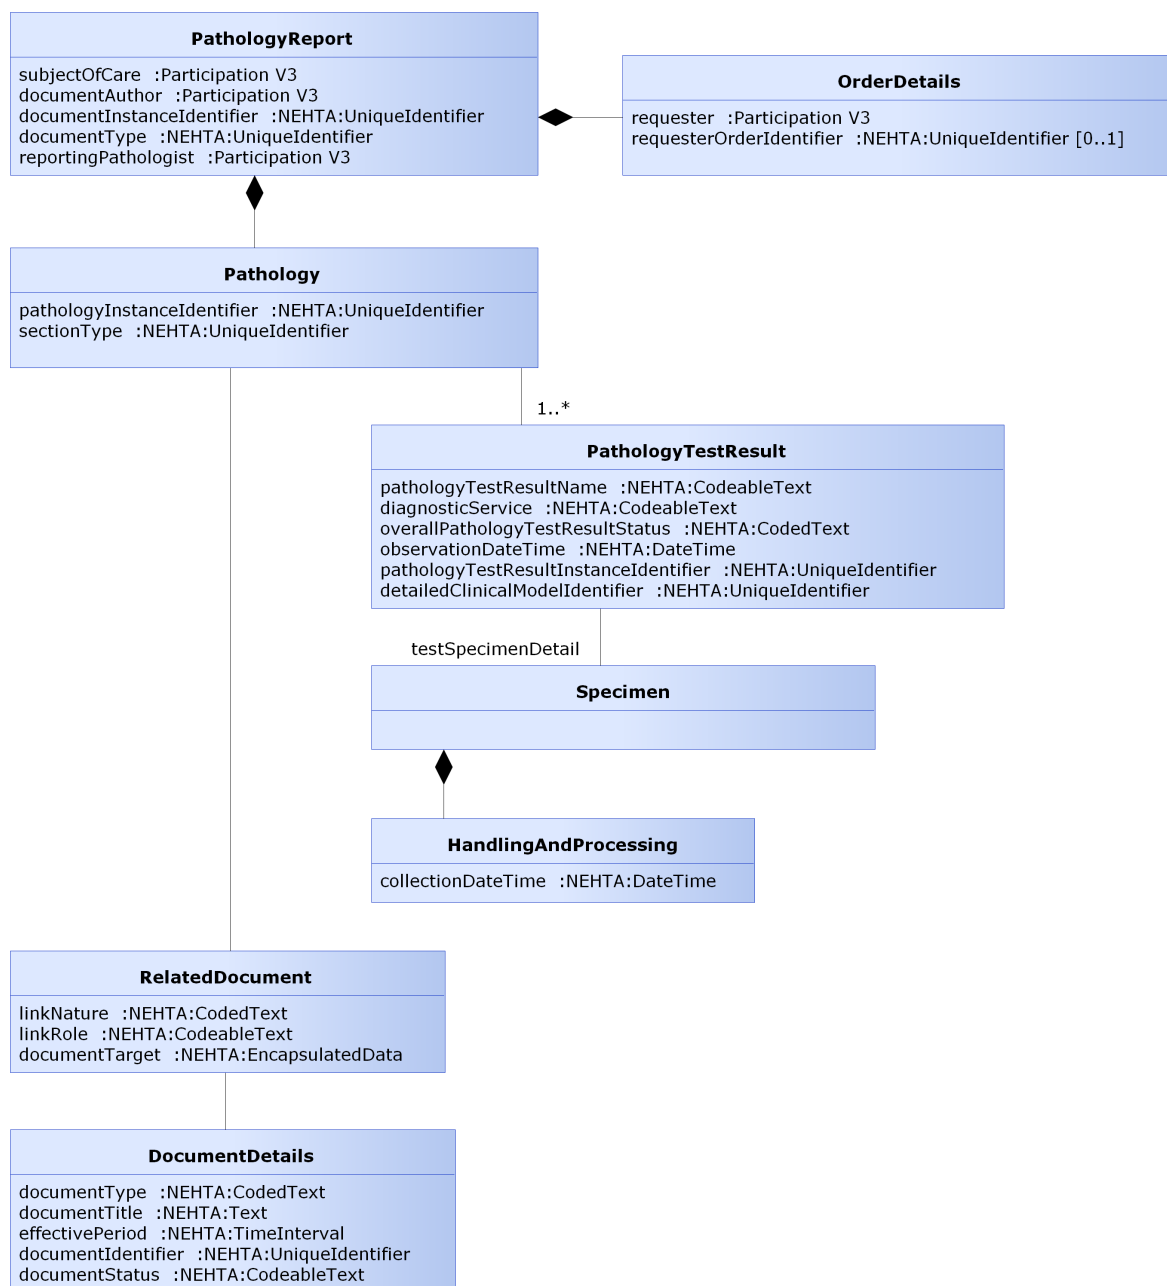 PathologyReport
subjectOfCare :Participation V3
documentAuthor :Participation V3
documentInstanceIdentifier :NEHTA:UniqueIdentifier
documentType :NEHTA:UniqueIdentifier
reportingPathologist :Participation V3
OrderDetails
requester :Participation V3
requesterOrderIdentifier :NEHTA:UniqueIdentifier [0..1]
Pathology
pathologyInstanceIdentifier :NEHTA:UniqueIdentifier
sectionType :NEHTA:UniqueIdentifier
1..*
PathologyTestResult
pathologyTestResultName :NEHTA:CodeableText
diagnosticService :NEHTA:CodeableText
overallPathologyTestResultStatus :NEHTA:CodedText
observationDateTime :NEHTA:DateTime
pathologyTestResultInstanceIdentifier :NEHTA:UniqueIdentifier
detailedClinicalModelIdentifier :NEHTA:UniqueIdentifier
testSpecimenDetail
Specimen
HandlingAndProcessing
collectionDateTime :NEHTA:DateTime
RelatedDocument
linkNature :NEHTA:CodedText
linkRole :NEHTA:CodeableText
documentTarget :NEHTA:EncapsulatedData
DocumentDetails
documentType :NEHTA:CodedText
documentTitle :NEHTA:Text
effectivePeriod :NEHTA:TimeInterval
documentIdentifier :NEHTA:UniqueIdentifier
documentStatus :NEHTA:CodeableText